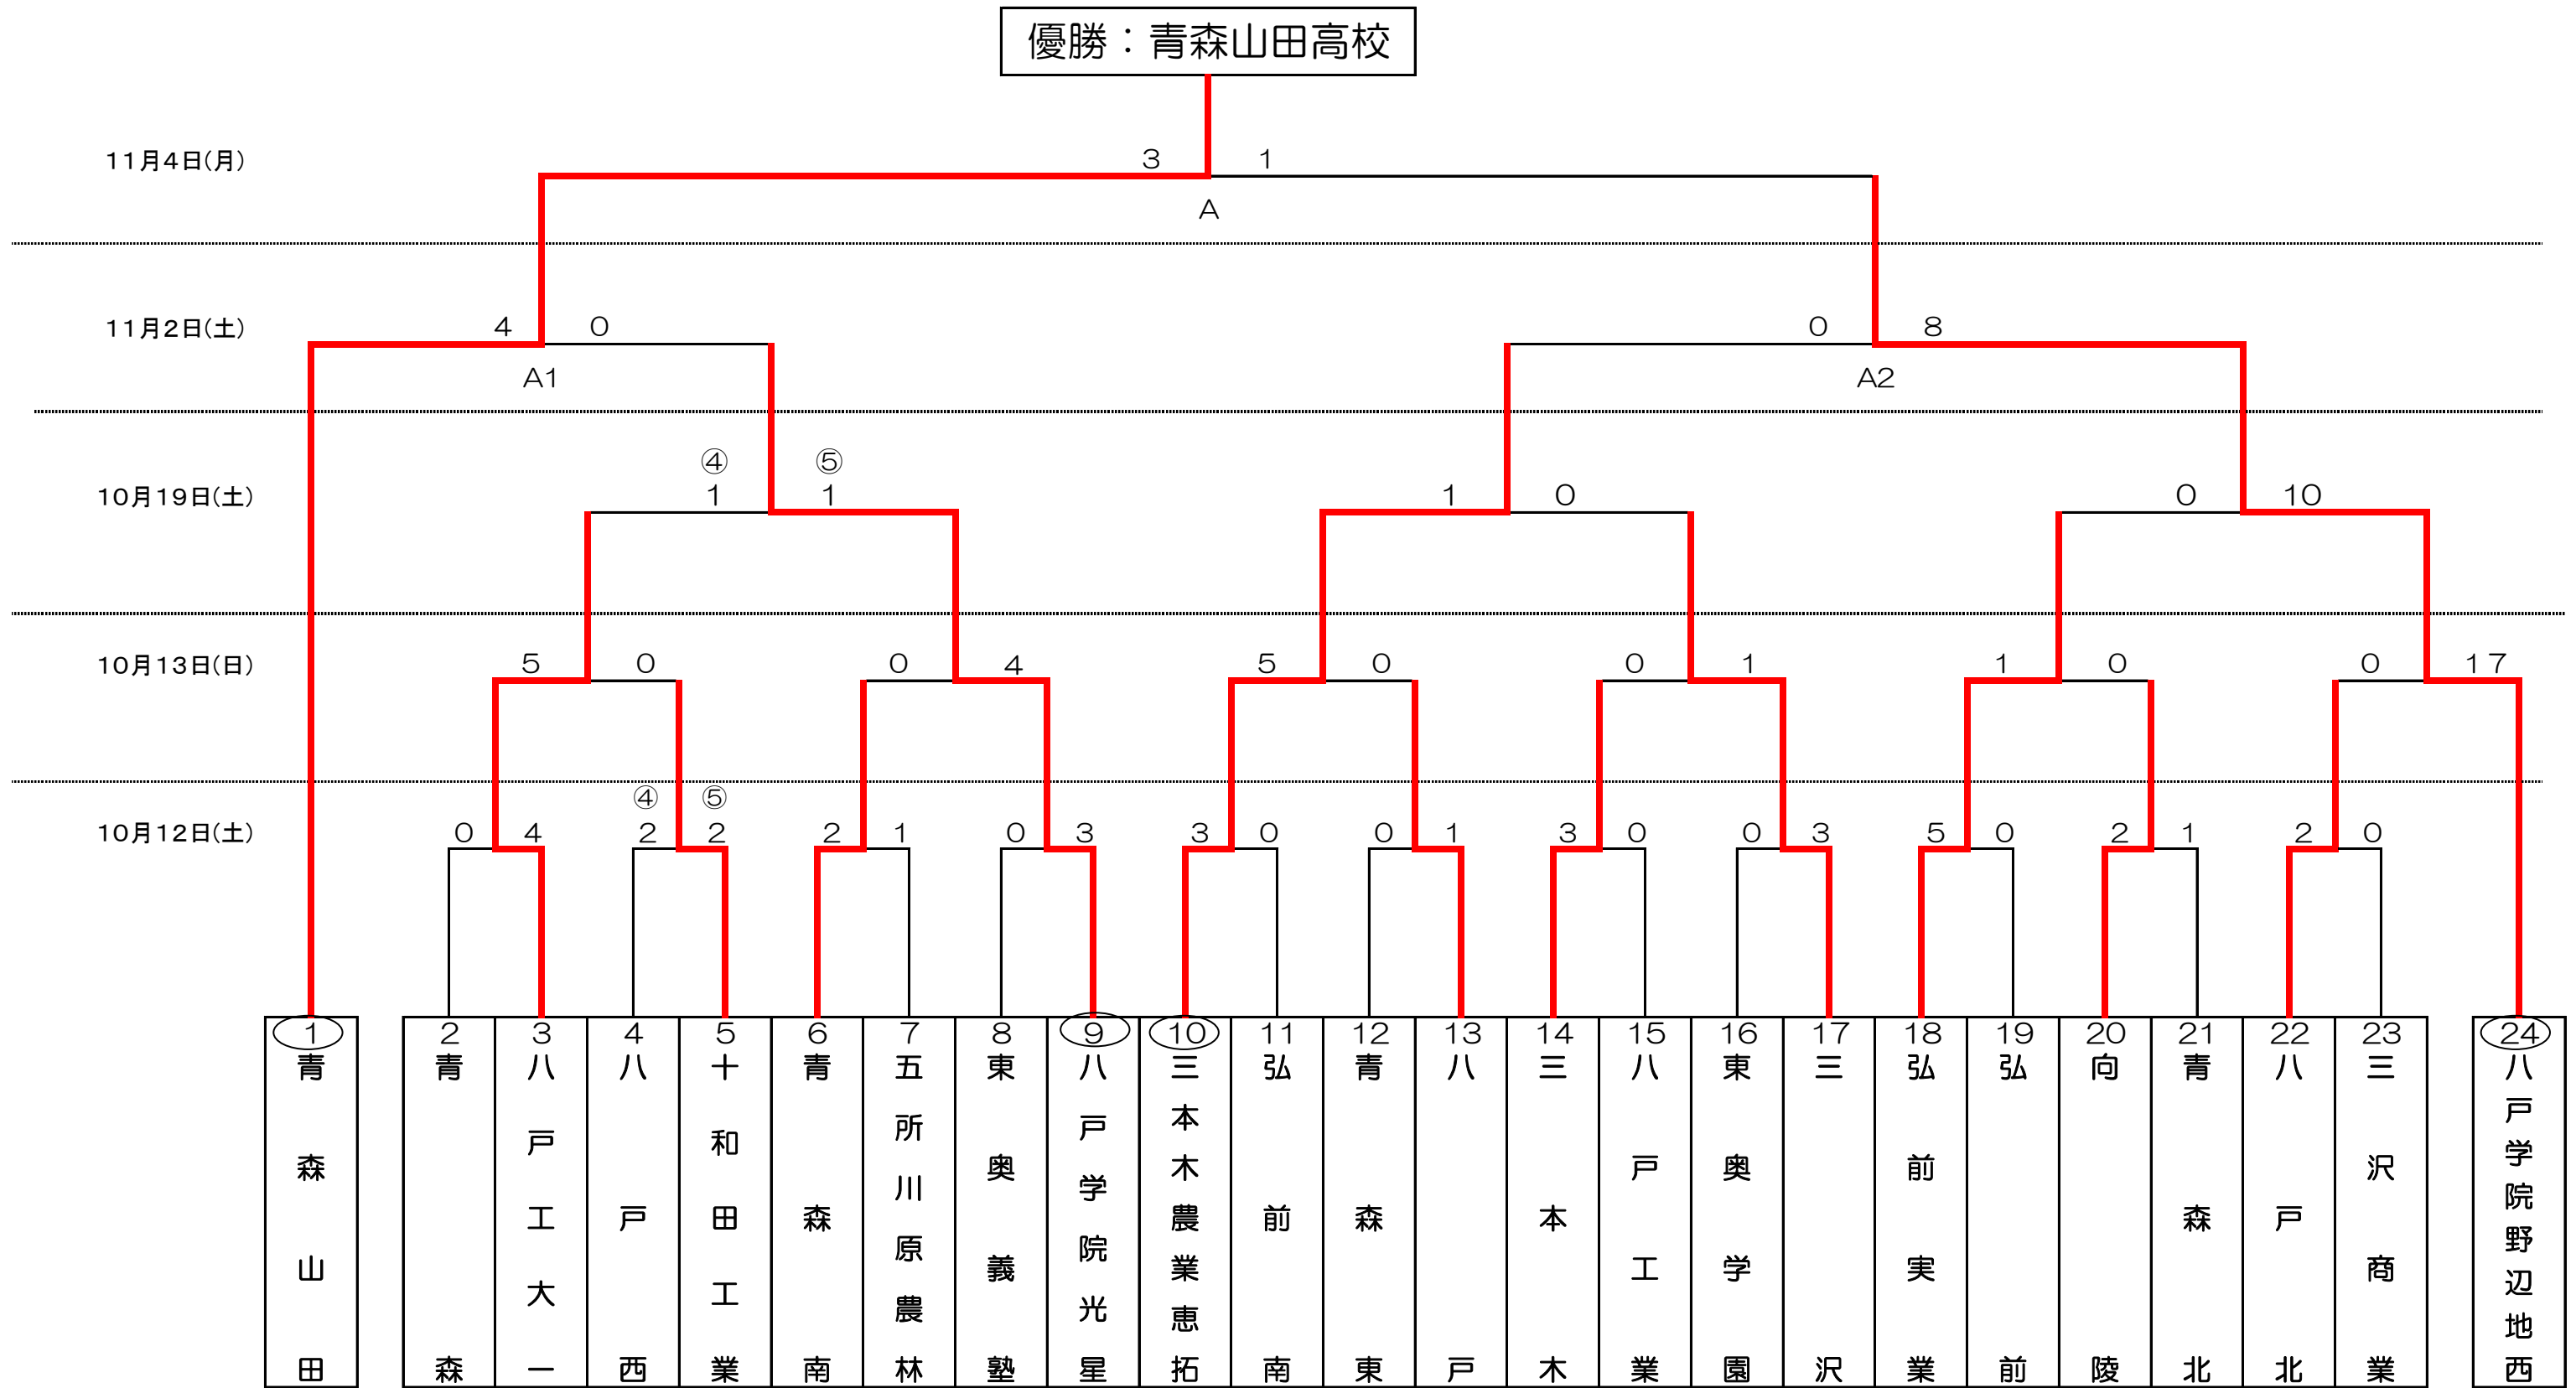 優勝：青森山田高校
11月4日(月)
3 1
A
11月2日(土)
4 0 0 8
A1 A2
④ ⑤
10月19日(土)
1 1 1 0 0 10
10月13日(日)
5 0 0 4 5 0 0 1 1 0 0 17
④ ⑤
10月12日(土)
0 4 2 2 2 1 0 3 3 0 0 1 3 0 0 3 5 0 2 1 2 0
1 青森山田
2 青森
3 八戸工大一
4 八戸西
5 十和田工業
6 青森南
7 五所川原農林
8 東奥義塾
9 八戸学院光星
10 三本木農業恵拓
11 弘前南
12 青森東
13 八戸
14 三本木
15 八戸工業
16 東奥学園
17 三沢
18 弘前実業
19 弘前
20 向陵
21 青森北
22 八戸北
23 三沢商業
24 八戸学院野辺地西